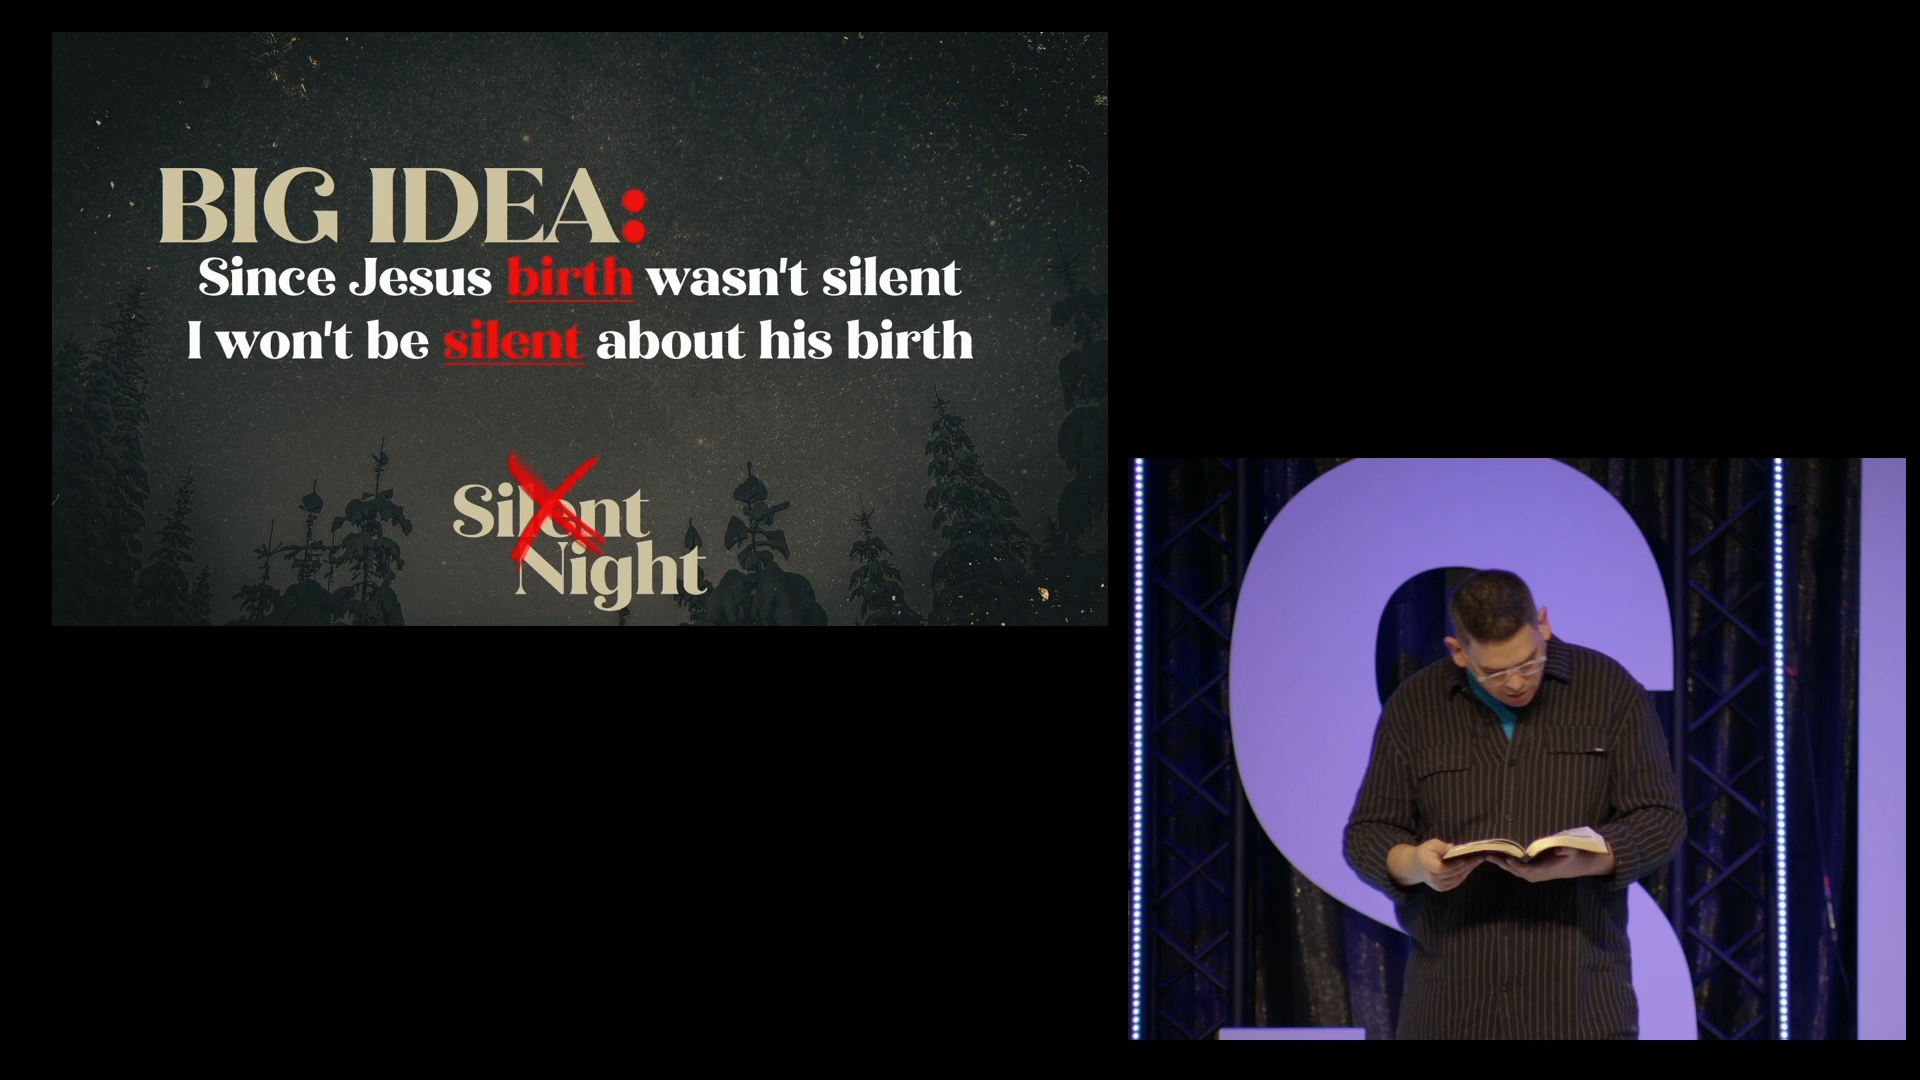 BIG IDEA:
Since Jesus birth wasn't silent
I won't be silent about his birth
Silent
Night